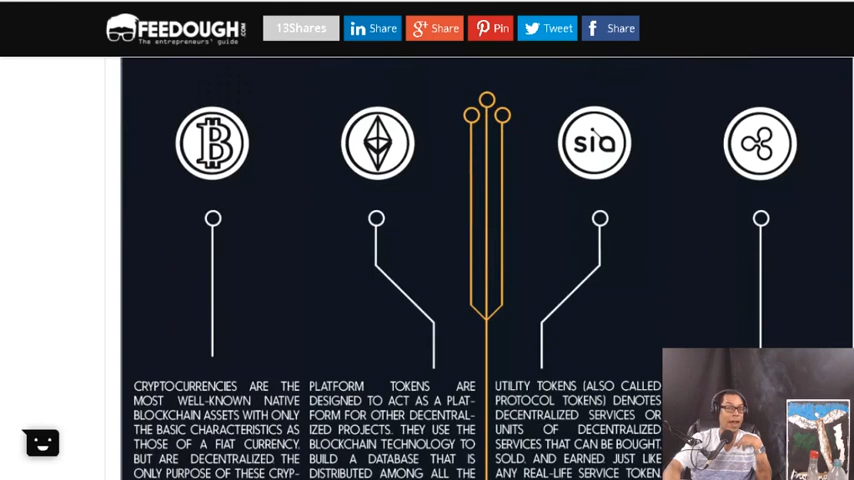 FEEDOUGH.COM
The entrepreneurs' guide
13Shares
in Share
G+ Share
Pin
Tweet
f Share
B
sia
CRYPTOCURRENCIES ARE THE
MOST WELL-KNOWN NATIVE
BLOCKCHAIN ASSETS WITH ONLY
THE BASIC CHARACTERISTICS AS
THOSE OF A FIAT CURRENCY.
BUT ARE DECENTRALIZED THE
ONLY PURPOSE OF THESE CRYP-
PLATFORM TOKENS ARE
DESIGNED TO ACT AS A PLAT-
FORM FOR OTHER DECENTRAL-
IZED PROJECTS. THEY USE THE
BLOCKCHAIN TECHNOLOGY TO
BUILD A DATABASE THAT IS
DISTRIBUTED AMONG ALL THE
UTILITY TOKENS (ALSO CALLED
PROTOCOL TOKENS) DENOTES
DECENTRALIZED SERVICES OR
UNITS OF DECENTRALIZED
SERVICES THAT CAN BE BOUGHT,
SOLD, AND EARNED JUST LIKE
ANY REAL-LIFE SERVICE TOKEN.